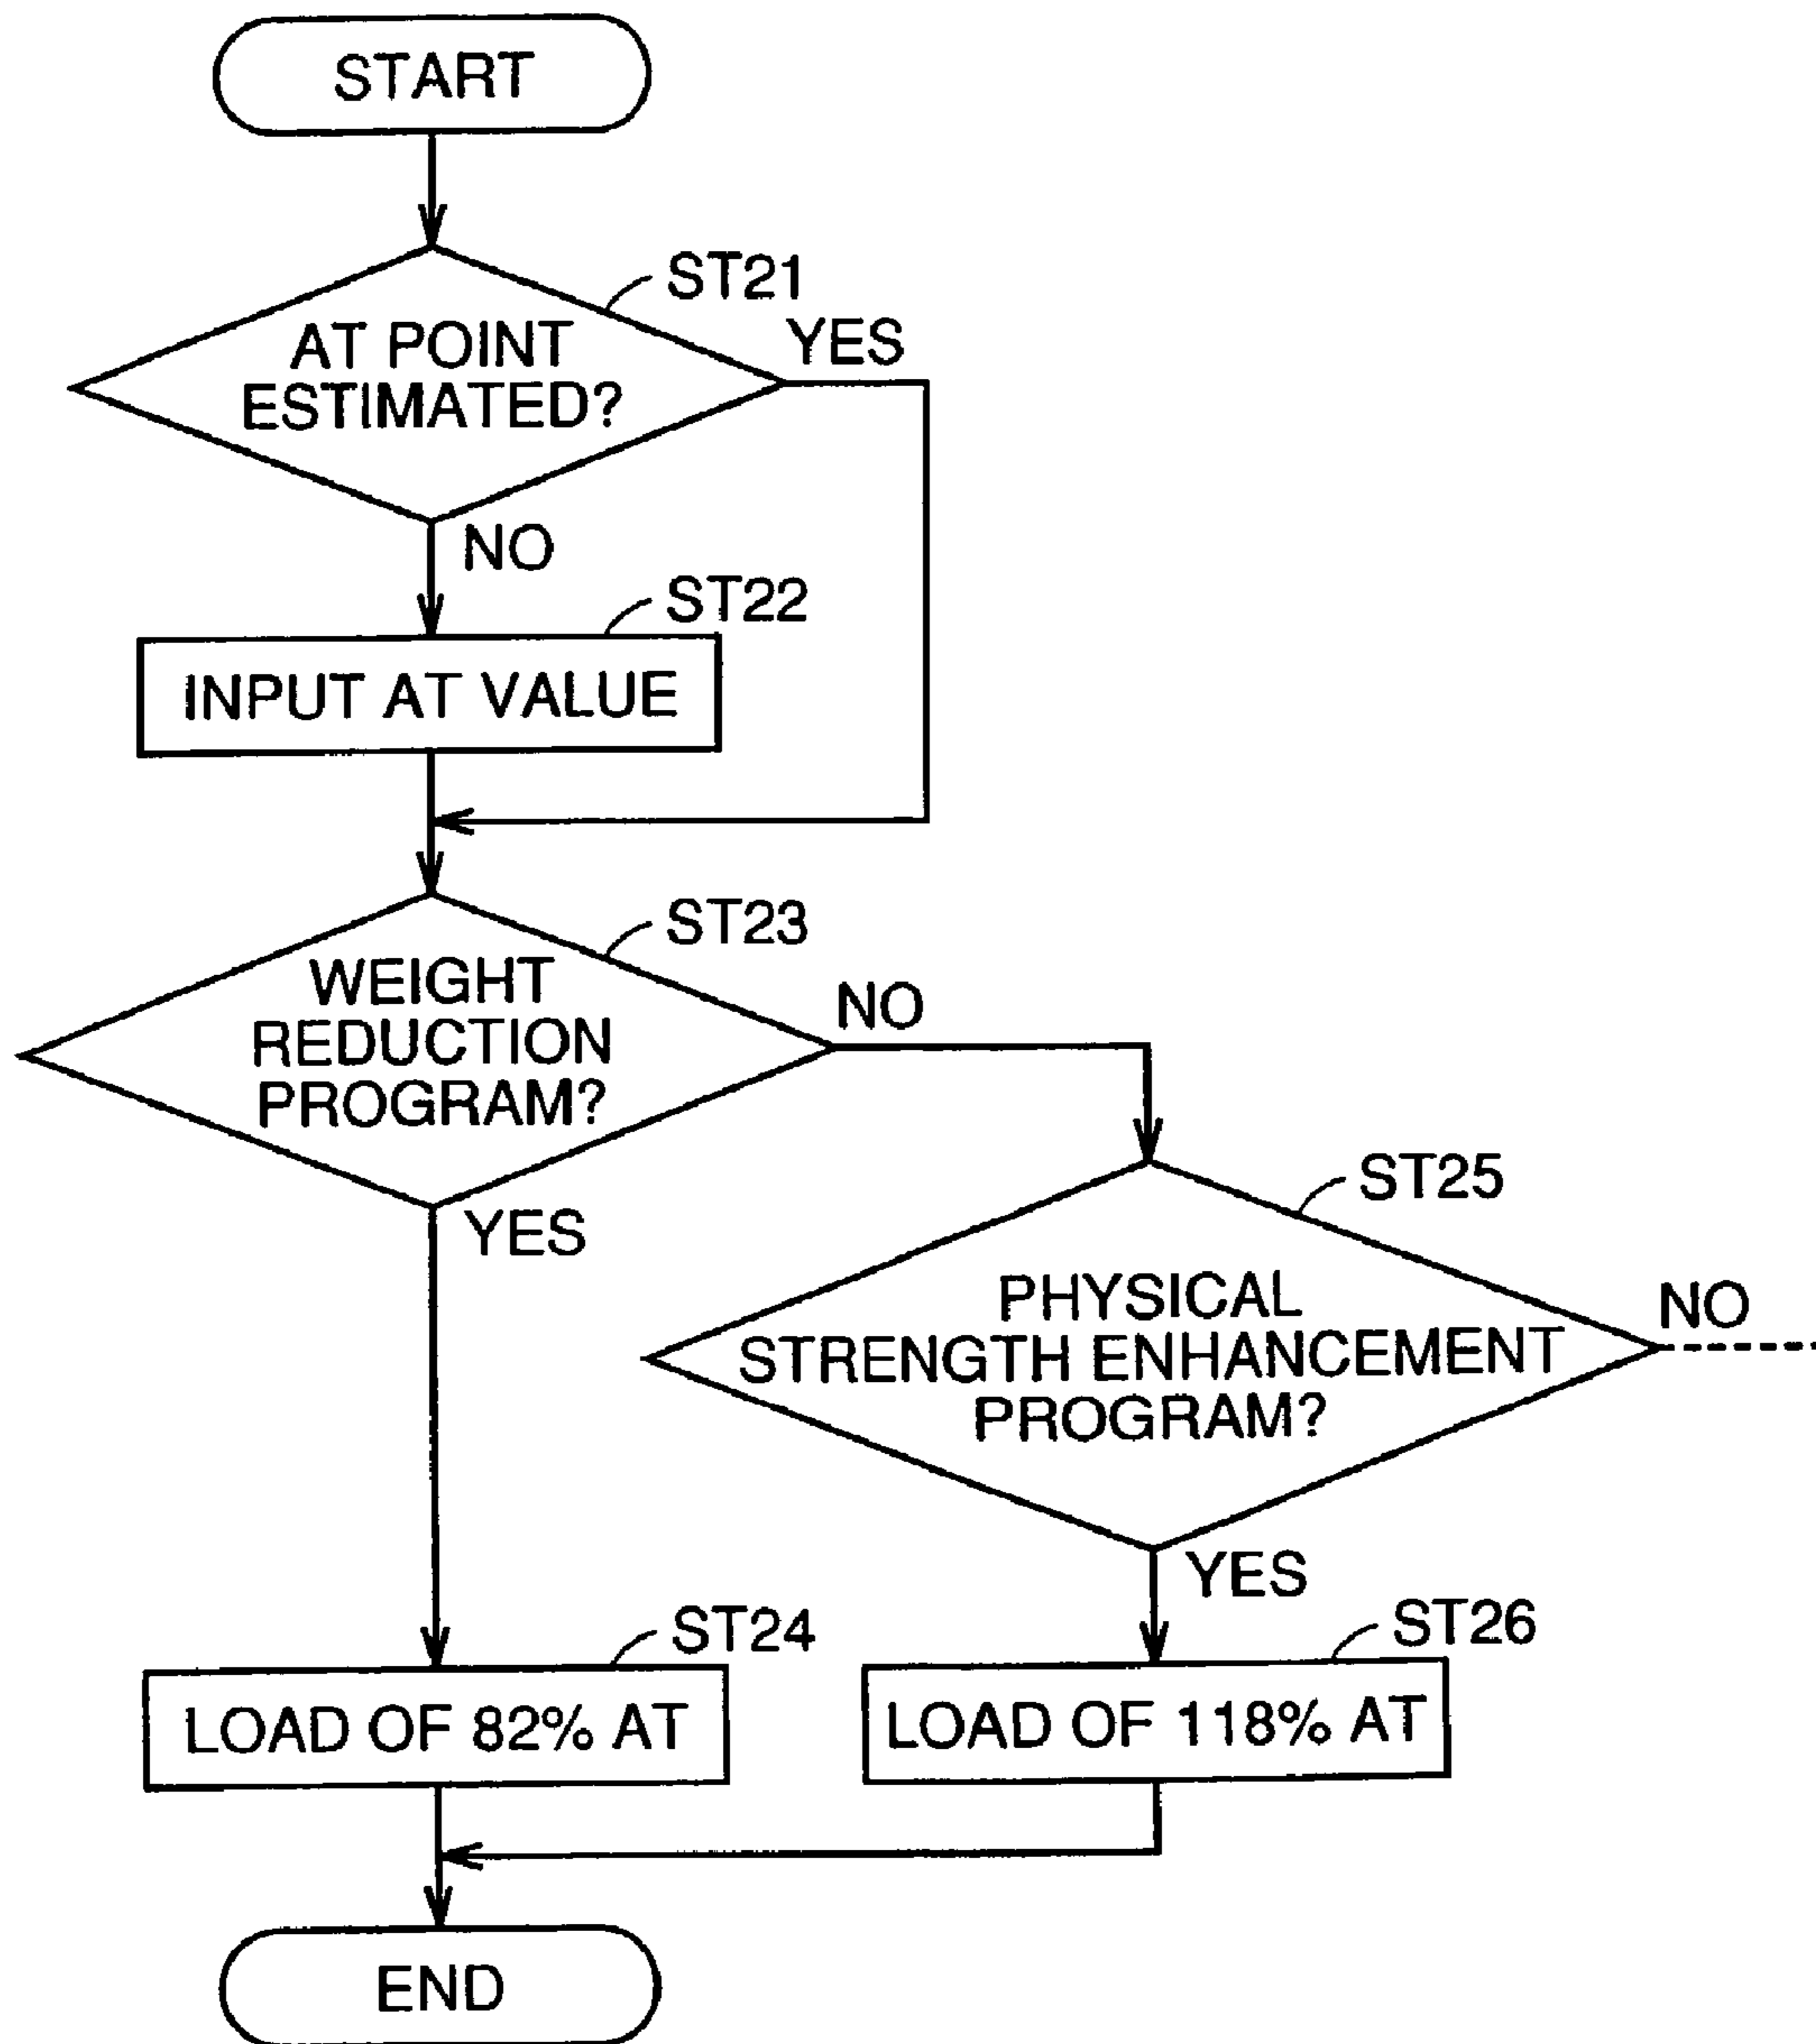 START
ST21
AT POINT
ESTIMATED?
YES
NO
ST22
INPUT AT VALUE
ST23
WEIGHT
REDUCTION
PROGRAM?
NO
YES
ST25
PHYSICAL
STRENGTH ENHANCEMENT
PROGRAM?
NO
YES
ST24
LOAD OF 82% AT
ST26
LOAD OF 118% AT
END